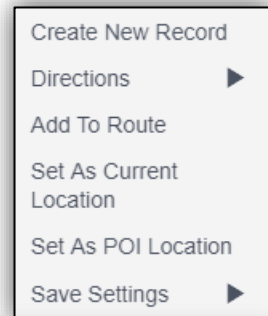 Create New Record
Directions
Add To Route
Set As Current
Location
Set As POI Location
Save Settings